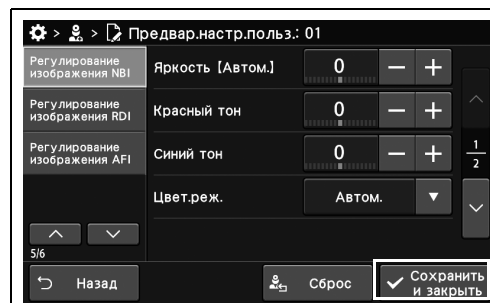 > > Предвар.настр.польз.: 01
Регулирование
изображения NBI
Яркость [Автом.]
0
− +
Регулирование
изображения RDI
Красный тон
0
− +
Регулирование
изображения AFI
Синий тон
0
− +
1
2
Цвет.реж.
Автом.
5/6
Назад
Сброс
Сохранить
и закрыть